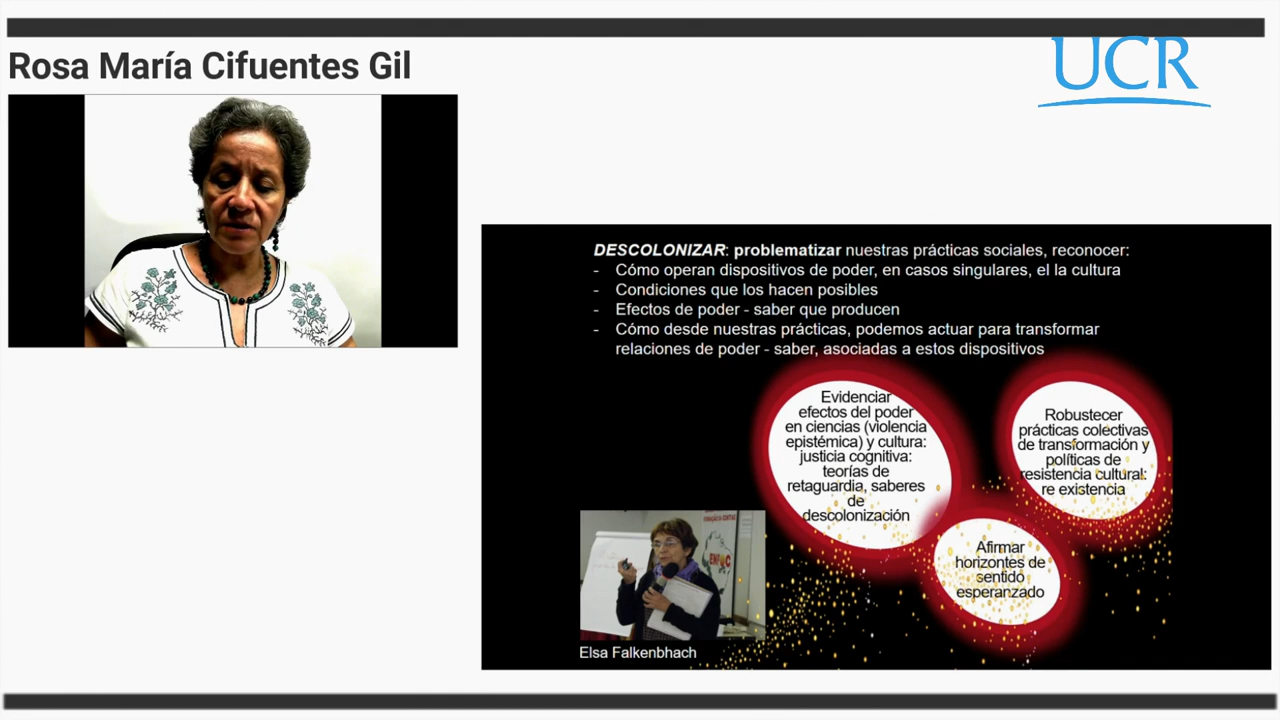 Rosa María Cifuentes Gil
UCR
DESCOLONIZAR: problematizar nuestras prácticas sociales, reconocer:
- Cómo operan dispositivos de poder, en casos singulares, el la cultura
- Condiciones que los hacen posibles
- Efectos de poder - saber que producen
- Cómo desde nuestras prácticas, podemos actuar para transformar
relaciones de poder - saber, asociadas a estos dispositivos
Evidenciar
efectos del poder
en ciencias (violencia
epistémica) y cultura:
justicia cognitiva:
teorías de
retaguardia, saberes
de
descolonización
Robustecer
prácticas colectivas
de transformación y
políticas de
resistencia cultural:
re existencia
Afirmar
horizontes de
sentido
esperanzado
Elsa Falkenbhach